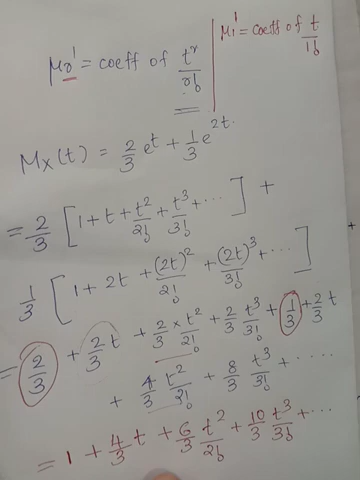 μr' = coeff of t^r/r!
μ1' = coeff of t/1!
Mx(t) = 2/3 e^t + 1/3 e^2t
= 2/3 [1 + t + t^2/2! + t^3/3! + ...] +
1/3 [1 + 2t + (2t)^2/2! + (2t)^3/3! + ...]
= 2/3 + 2/3 t + 2/3 × t^2/2! + 2/3 t^3/3! + 1/3 + 2/3 t
+ 4/3 t^2/2! + 8/3 t^3/3! + ....
= 1 + 4/3 t + 6/3 t^2/2! + 10/3 t^3/3! + ...